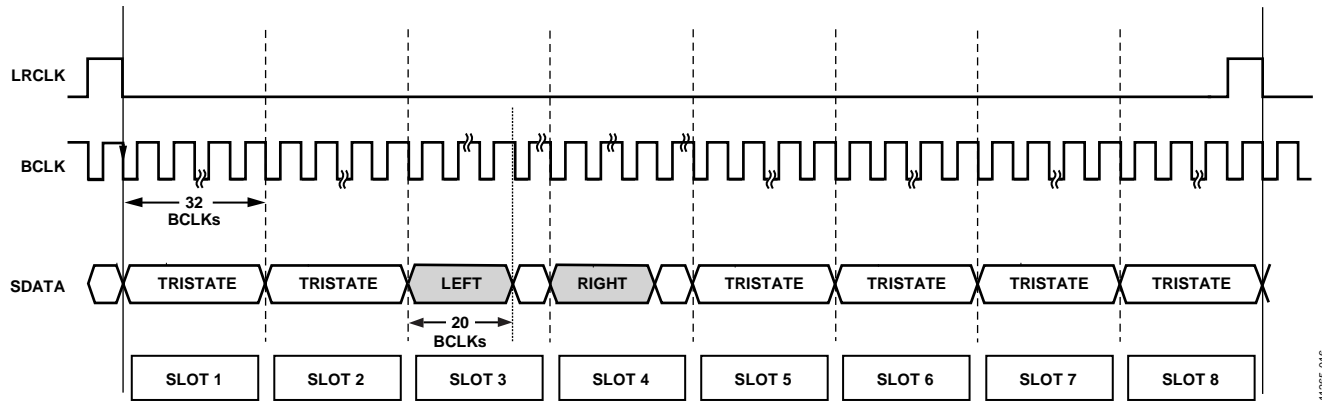 LRCLK
BCLK
32
BCLKs
SDATA
TRISTATE TRISTATE LEFT RIGHT TRISTATE TRISTATE TRISTATE TRISTATE
20
BCLKs
SLOT 1 SLOT 2 SLOT 3 SLOT 4 SLOT 5 SLOT 6 SLOT 7 SLOT 8